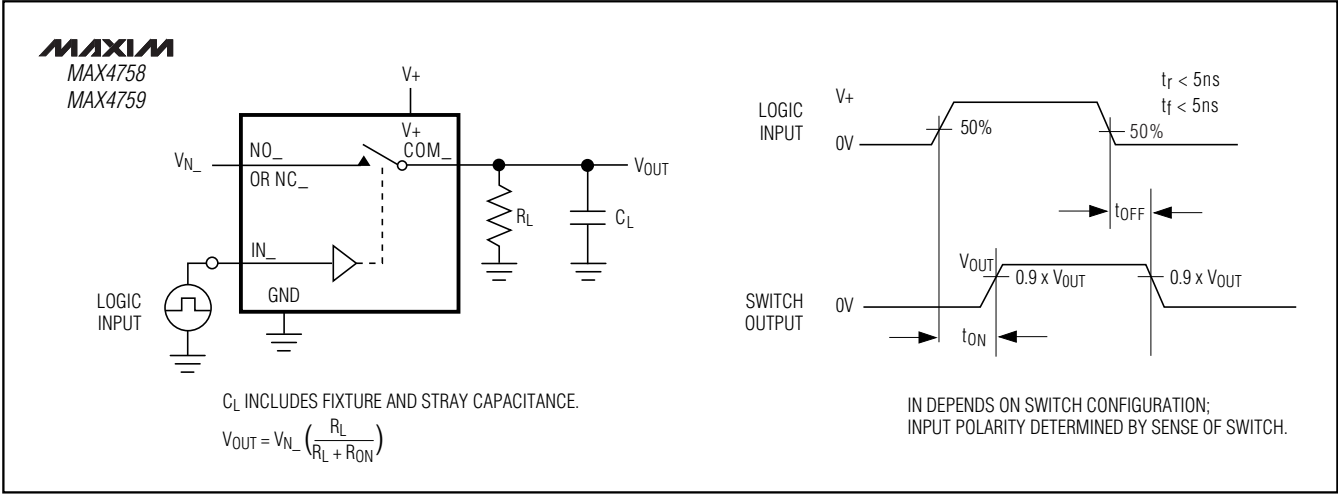 MAXIM
MAX4758
MAX4759
V+
V+
NO_
COM_
V_N_
OR NC_
V_OUT
R_L
C_L
IN_
LOGIC
INPUT
GND
C_L INCLUDES FIXTURE AND STRAY CAPACITANCE.
V_OUT = V_N_ (R_L / R_L + R_ON)
t_r < 5ns
t_f < 5ns
LOGIC
INPUT
V+
0V
50%
50%
t_OFF
V_OUT
0.9 x V_OUT
0.9 x V_OUT
SWITCH
OUTPUT
0V
t_ON
IN DEPENDS ON SWITCH CONFIGURATION;
INPUT POLARITY DETERMINED BY SENSE OF SWITCH.